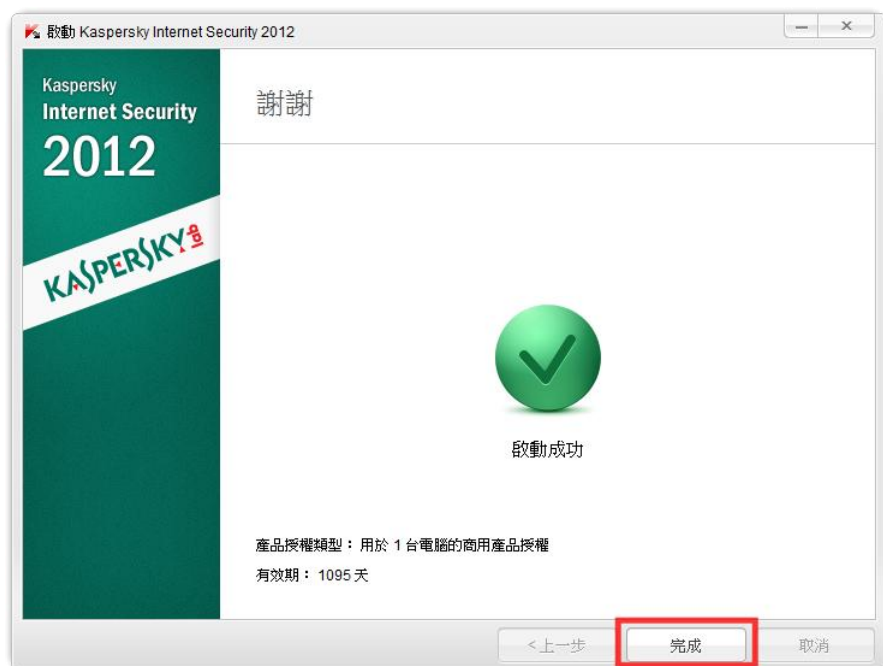 啟動 Kaspersky Internet Security 2012
Kaspersky
Internet Security
2012
KASPERSKY lab
謝謝
啟動成功
產品授權類型：用於 1 台電腦的商用產品授權
有效期：1095 天
<上一步
完成
取消